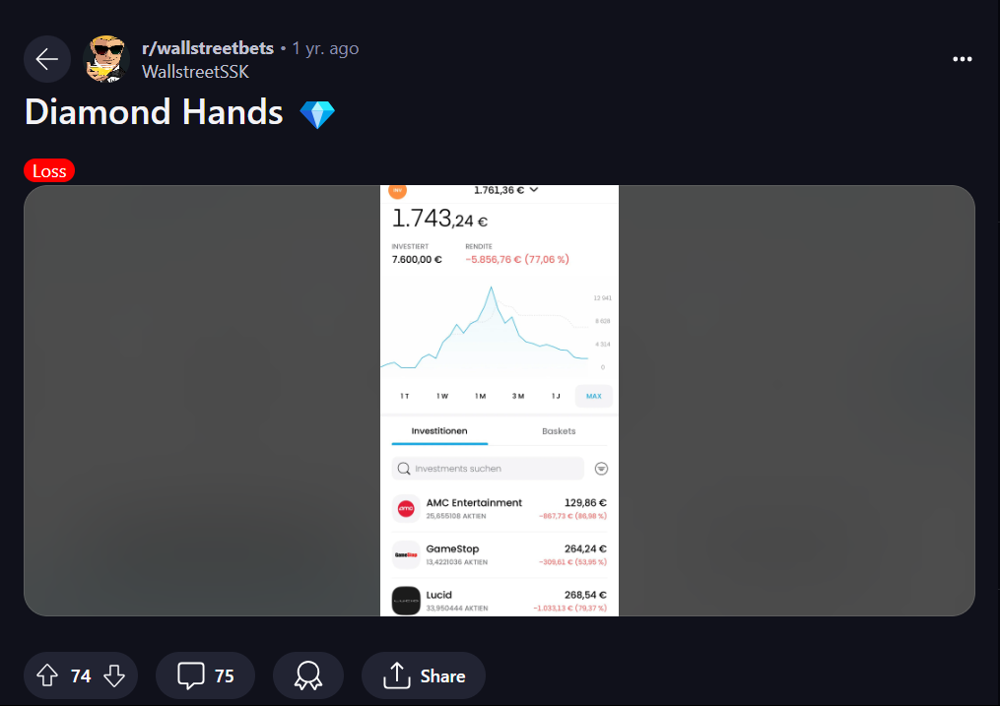 r/wallstreetbets • 1 yr. ago
WallstreetSSK
Diamond Hands 💎
Loss
1.761,36 €
1.743,24 €
INVESTIERT RENDITE
7.600,00 € −5.856,76 € (77,06 %)
12 941
8 628
4 314
0
1 T 1 W 1 M 3 M 1 J MAX
Investitionen Baskets
Investments suchen
amc AMC Entertainment 129,86 €
25,655108 AKTIEN −867,73 € (86,98 %)
GameStop GameStop 264,24 €
13,4221036 AKTIEN −309,61 € (53,95 %)
LUCID Lucid 268,54 €
33,950444 AKTIEN −1.033,13 € (79,37 %)
74 75 Share